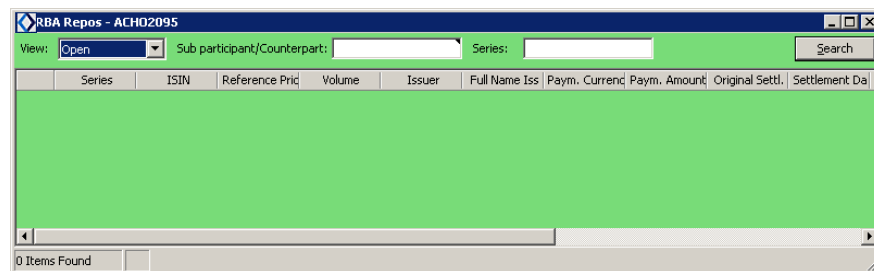 RBA Repos - ACHO2095
View: Open Sub participant/Counterpart: Series: Search
Series ISIN Reference Pric Volume Issuer Full Name Iss Paym. Currenc Paym. Amount Original Settl. Settlement Da
0 Items Found